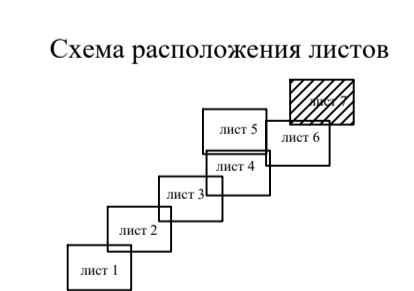 Схема расположения листов
лист 7
лист 5
лист 6
лист 4
лист 3
лист 2
лист 1